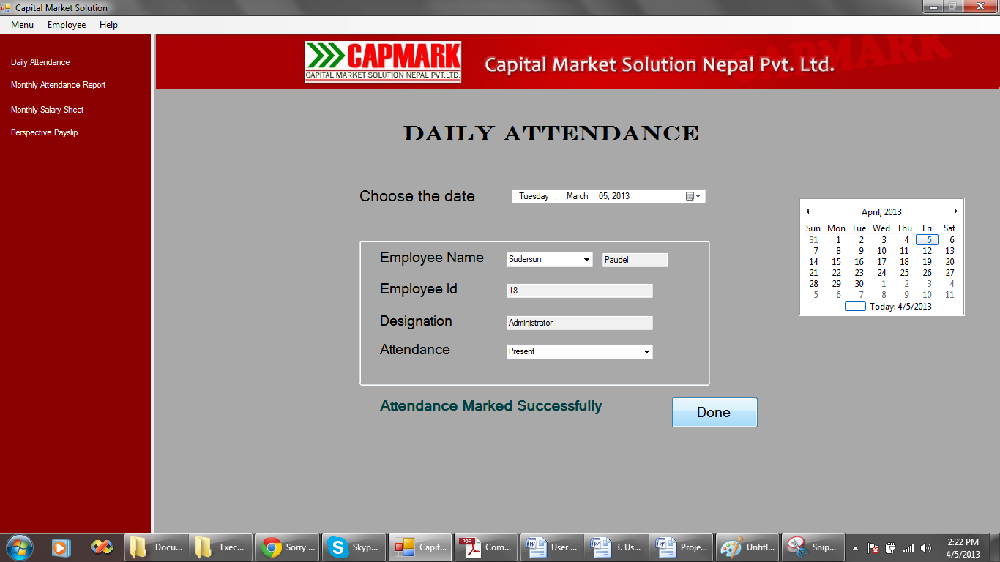 Capital Market Solution
Menu Employee Help
Daily Attendance
Monthly Attendance Report
Monthly Salary Sheet
Perspective Payslip
CAPMARK
CAPITAL MARKET SOLUTION NEPAL PVT.LTD.
Capital Market Solution Nepal Pvt. Ltd.
CAPMARK
DAILY ATTENDANCE
Choose the date Tuesday , March 05, 2013
Employee Name Sudersun Paudel
Employee Id 18
Designation Administrator
Attendance Present
Attendance Marked Successfully
Done
April, 2013
Sun Mon Tue Wed Thu Fri Sat
31 1 2 3 4 5 6
7 8 9 10 11 12 13
14 15 16 17 18 19 20
21 22 23 24 25 26 27
28 29 30 1 2 3 4
5 6 7 8 9 10 11
Today: 4/5/2013
Docu... Exec... Sorry ... Skyp... Capit... PDF Com... User ... 3. Us... Proje... Untitl... Snip...
2:22 PM
4/5/2013